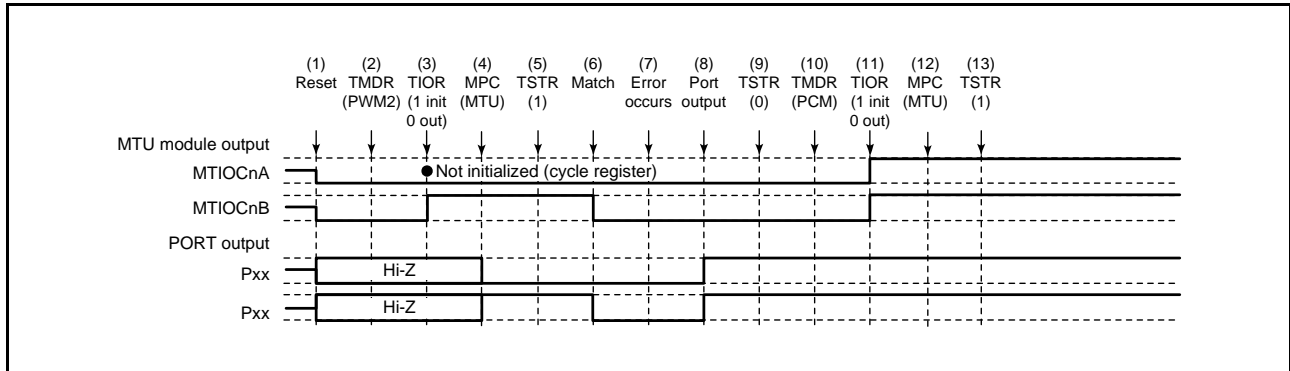 (1) (2) (3) (4) (5) (6) (7) (8) (9) (10) (11) (12) (13)
Reset TMDR TIOR MPC TSTR Match Error Port TSTR TMDR TIOR MPC TSTR
(PWM2) (1 init (MTU) (1) occurs output (0) (PCM) (1 init (MTU) (1)
0 out) 0 out)
MTU module output
MTIOCnA
Not initialized (cycle register)
MTIOCnB
PORT output
Pxx
Hi-Z
Pxx
Hi-Z